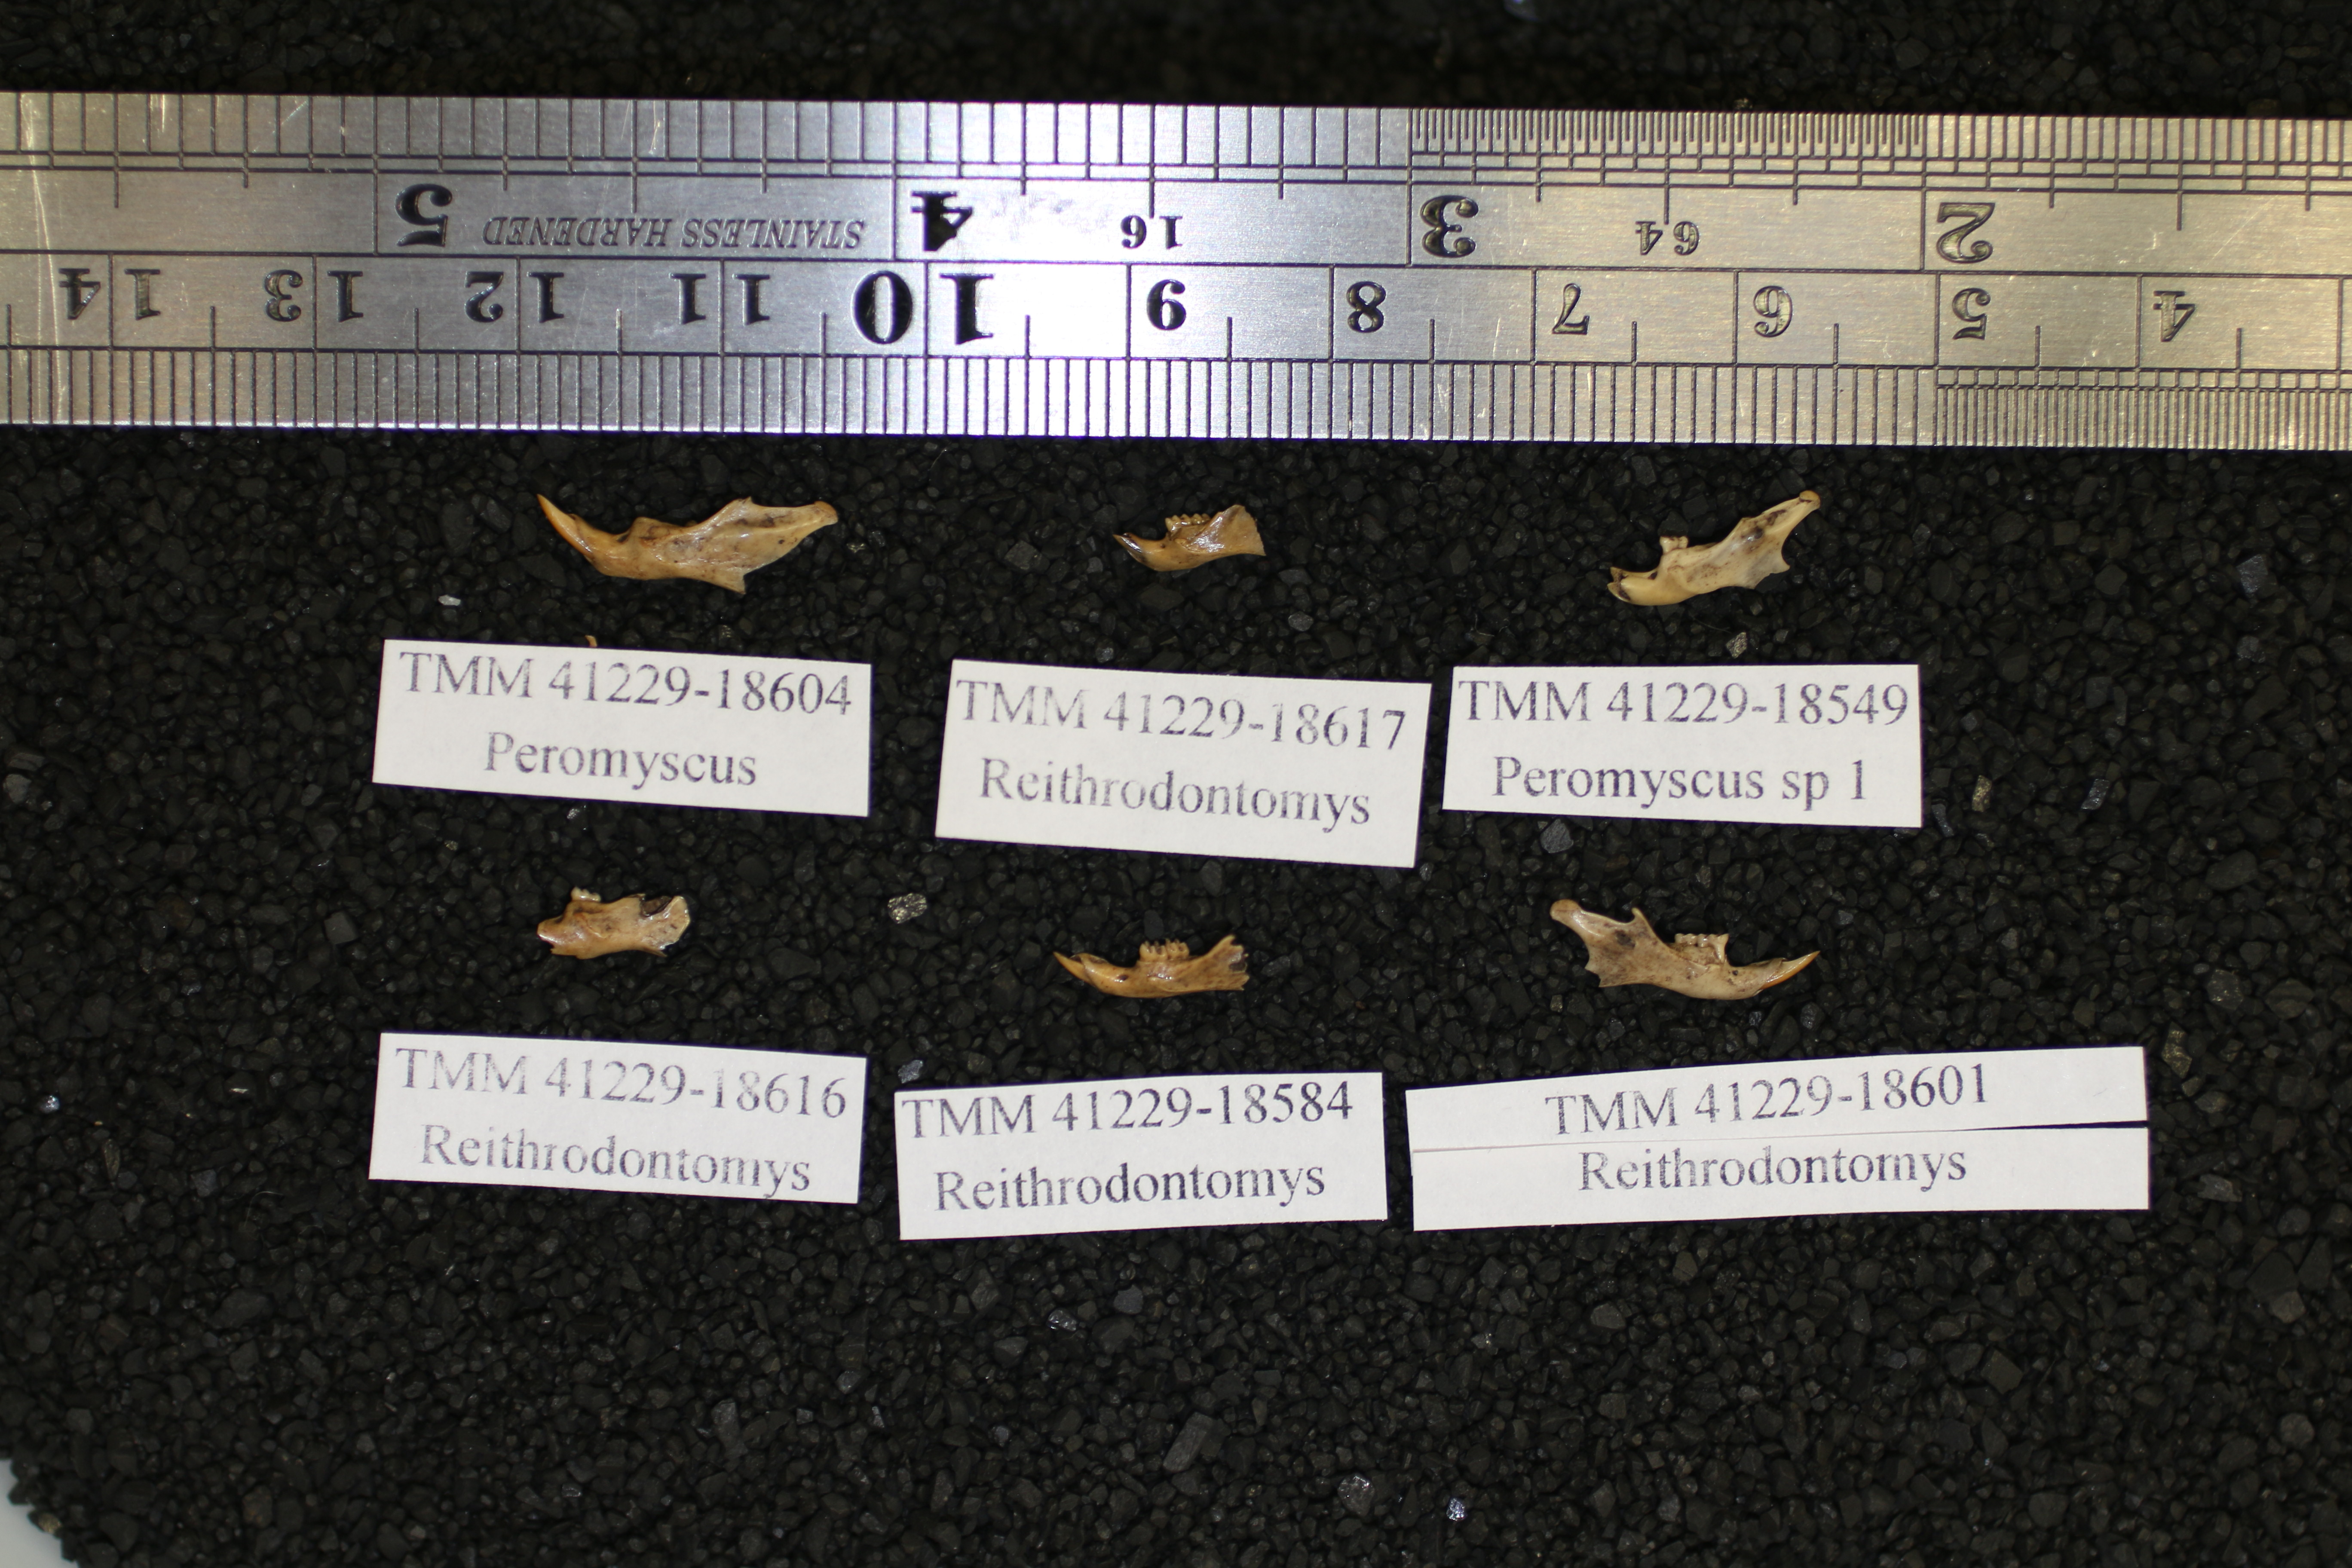 5 STAINLESS HARDENED 4 16 3 64 2
14 13 12 11 10 9 8 7 6 5 4
TMM 41229-18604
Peromyscus
TMM 41229-18617
Reithrodontomys
TMM 41229-18549
Peromyscus sp 1
TMM 41229-18616
Reithrodontomys
TMM 41229-18584
Reithrodontomys
TMM 41229-18601
Reithrodontomys